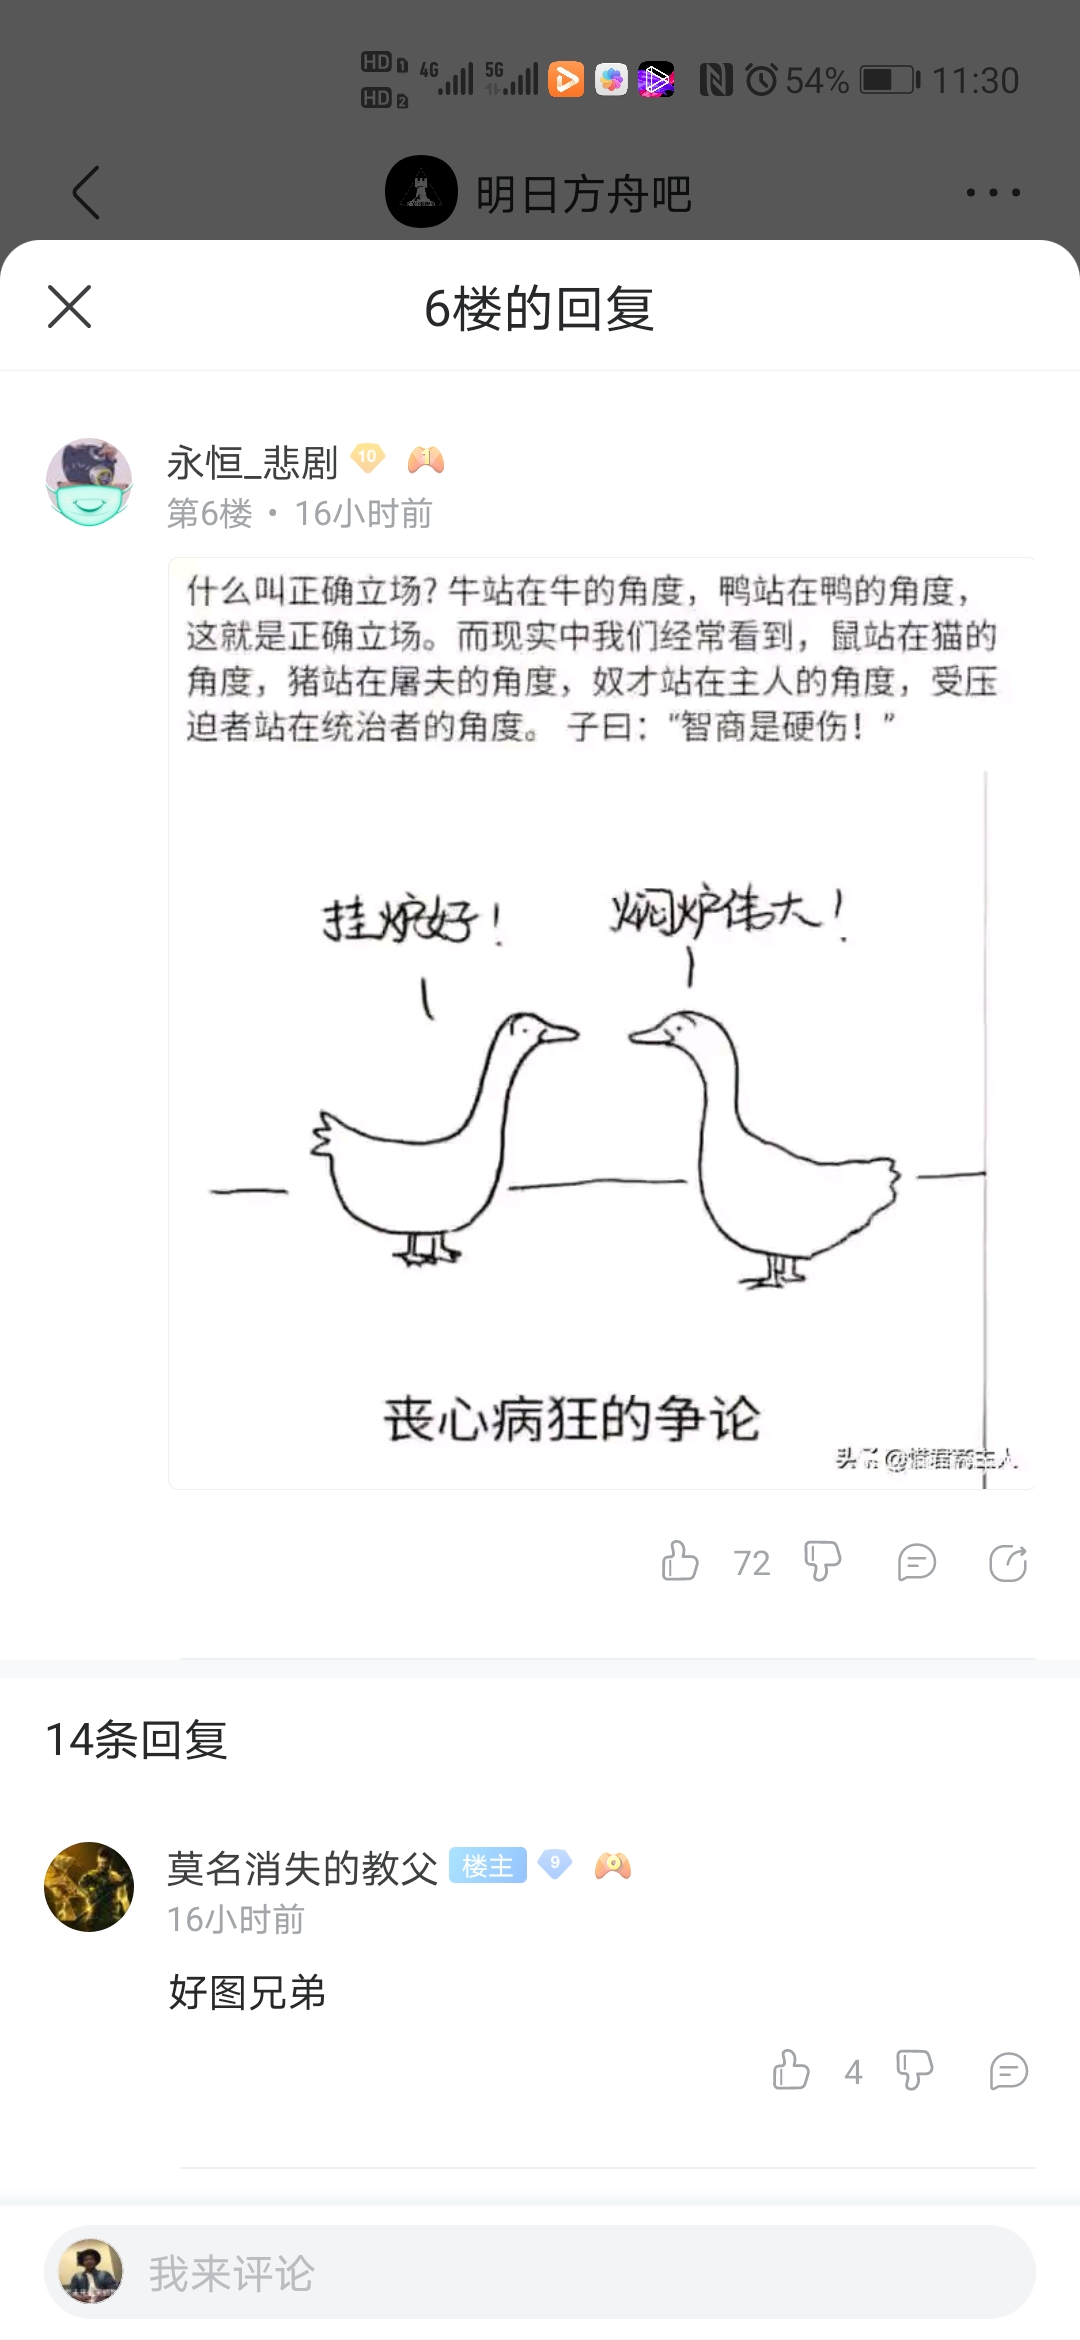 HD 1 4G 5G 54% 11:30
HD 2
明日方舟吧
6楼的回复
永恒_悲剧 10 1
第6楼 • 16小时前
什么叫正确立场？牛站在牛的角度，鸭站在鸭的角度，
这就是正确立场。而现实中我们经常看到，鼠站在猫的
角度，猪站在屠夫的角度，奴才站在主人的角度，受压
迫者站在统治者的角度。 子曰：“智商是硬伤！”
挂炉好！ 焖炉伟大！
丧心病狂的争论
头条
72
14条回复
莫名消失的教父 楼主 9 0
16小时前
好图兄弟
4
我来评论